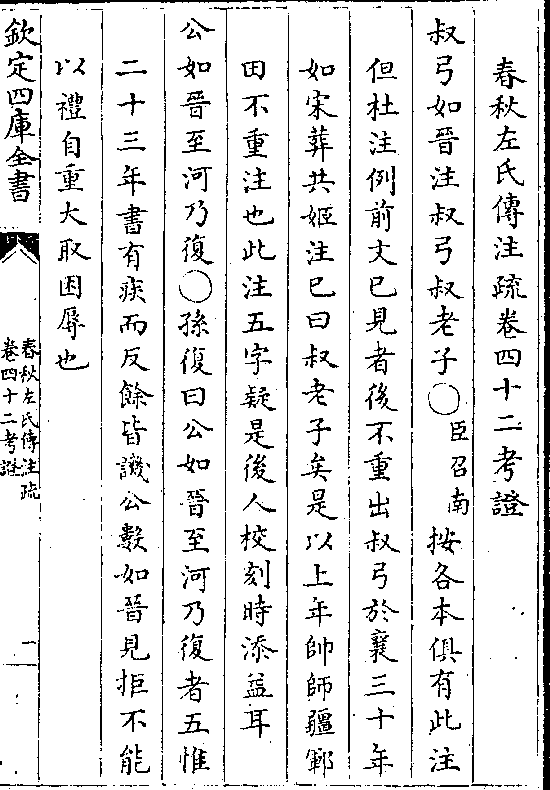 春秋左氏傳注疏卷四十二考證
叔弓如晉注叔弓叔老子○臣召南按各本俱有此注
但杜注例前文已見者後不重出叔弓於襄三十年
如宋葬共姬注已曰叔老子矣是以上年帥師疆鄆
田不重注也此注五字疑是後人校刻時添益耳
公如晉至河乃復○孫復曰公如晉至河乃復者五惟
二十三年書有疾而反餘皆譏公數如晉見拒不能
以禮自重大取困辱也
欽定四庫全書
春秋左氏傳注疏
卷四十二考證
一